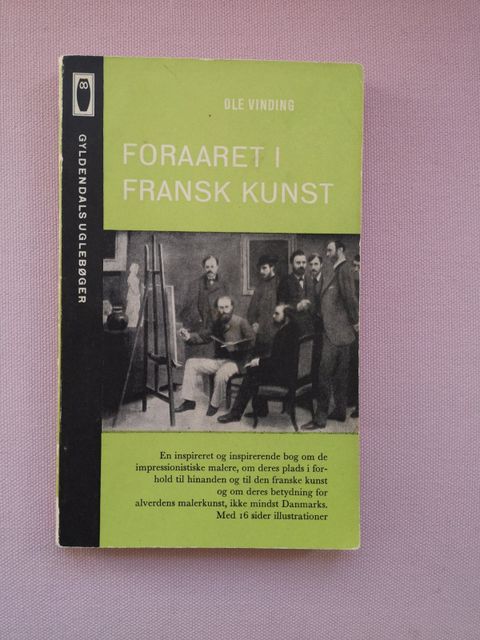 OLE VINDING
FORAARET I
FRANSK KUNST
GYLDENDALS UGLEBØGER
En inspireret og inspirerende bog om de
impressionistiske malere, om deres plads i for-
hold til hinanden og til den franske kunst
og om deres betydning for
alverdens malerkunst, ikke mindst Danmarks.
Med 16 sider illustrationer